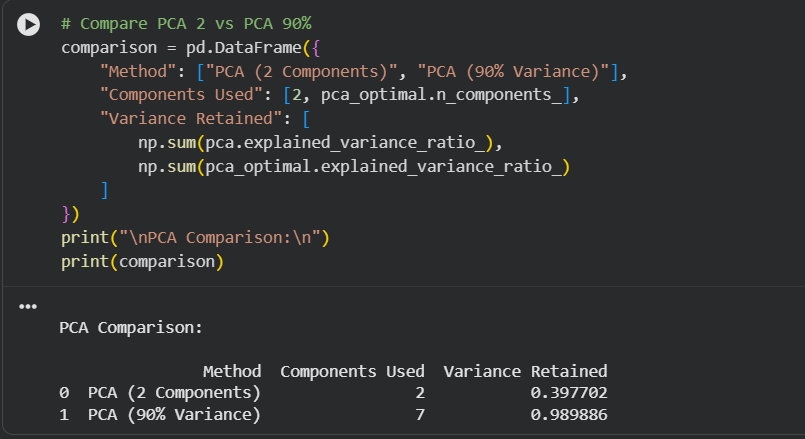 # Compare PCA 2 vs PCA 90%
comparison = pd.DataFrame({
    "Method": ["PCA (2 Components)", "PCA (90% Variance)"],
    "Components Used": [2, pca_optimal.n_components_],
    "Variance Retained": [
        np.sum(pca.explained_variance_ratio_),
        np.sum(pca_optimal.explained_variance_ratio_)
    ]
})
print("\nPCA Comparison:\n")
print(comparison)
PCA Comparison:
               Method  Components Used  Variance Retained
0  PCA (2 Components)                2           0.397702
1  PCA (90% Variance)                7           0.989886